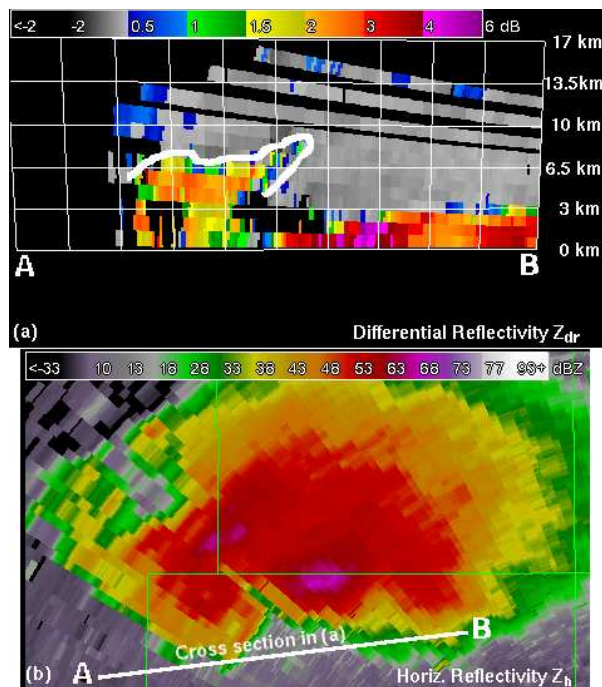 <-2 -2 0.5 1 1.5 2 3 4 6 dB
17 km
13.5km
10 km
6.5 km
3 km
0 km
A B
(a) Differential Reflectivity Zdr
<-33 10 13 18 28 33 38 43 48 53 63 68 73 77 93+ dBZ
Cross section in (a)
A B
(b) Horiz. Reflectivity Zh